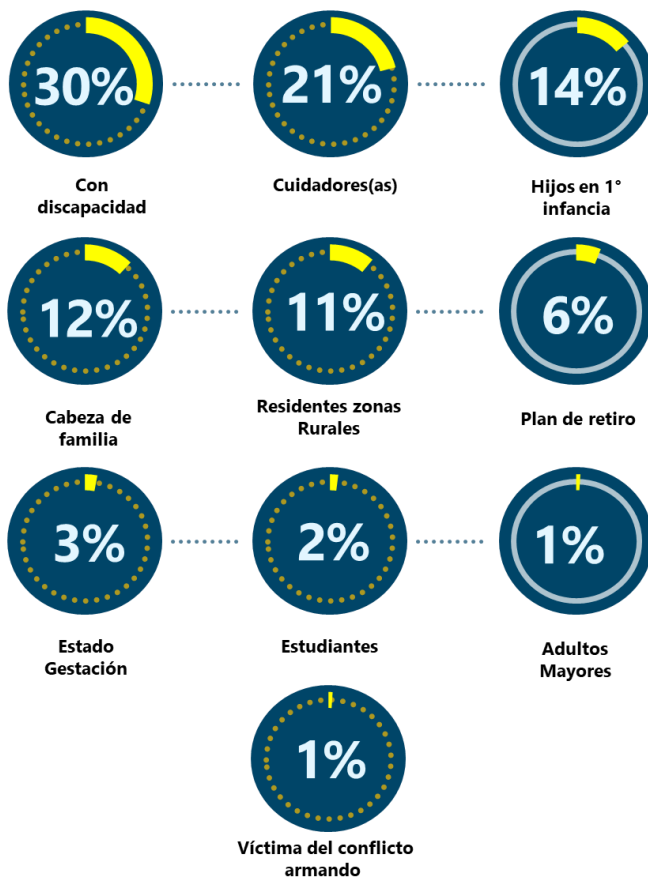 30%
21%
14%
Con
discapacidad
Cuidadores(as)
Hijos en 1°
infancia
12%
11%
6%
Cabeza de
familia
Residentes zonas
Rurales
Plan de retiro
3%
2%
1%
Estado
Gestación
Estudiantes
Adultos
Mayores
1%
Víctima del conflicto
armando